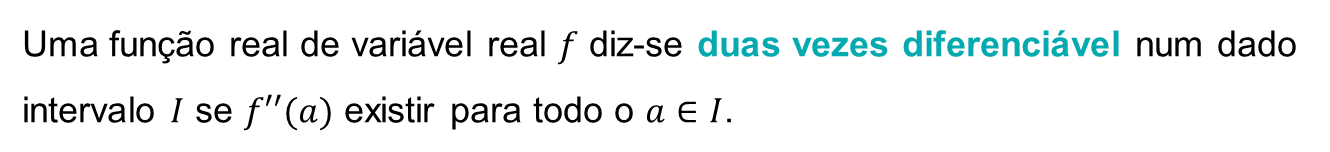 Uma função real de variável real 𝑓 diz-se duas vezes diferenciável num dado
intervalo 𝐼 se 𝑓′′(𝑎) existir para todo o 𝑎 ∈ 𝐼.